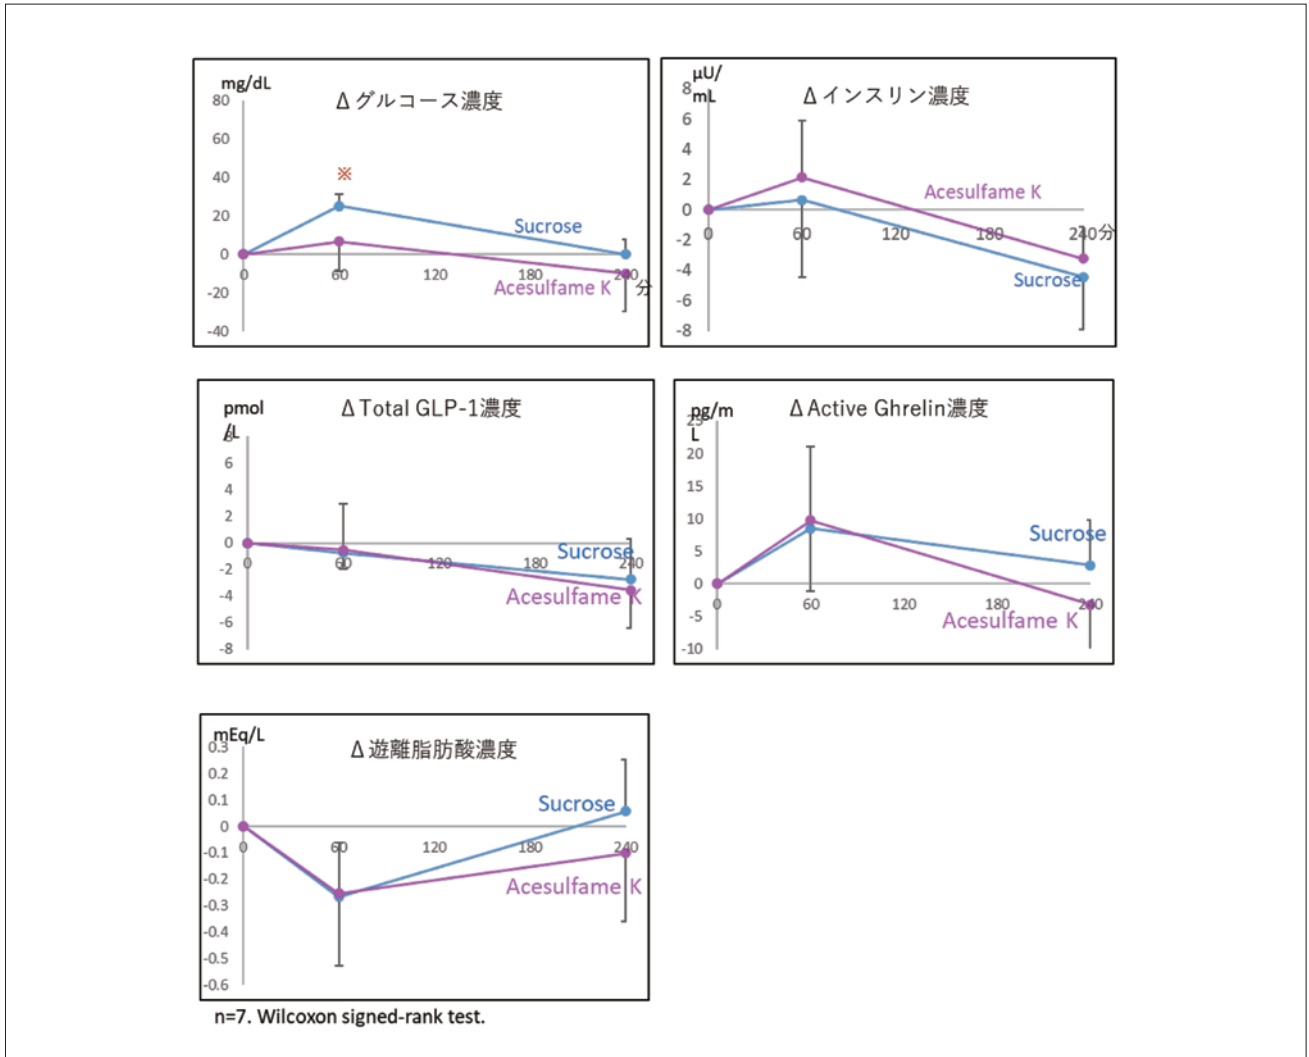 mg/dL
Δ グルコース濃度
80
60
40
20
0
-20
-40
※
Sucrose
Acesulfame K
0 60 120 180 240
分
μU/
mL
Δ インスリン濃度
8
6
4
2
0
-2
-4
-6
-8
Acesulfame K
0 60 120 180 240分
Sucrose
pmol
/L
Δ Total GLP-1濃度
8
6
4
2
0
-2
-4
-6
-8
Sucrose
0 60 120 180 240
Acesulfame K
pg/m
L
Δ Active Ghrelin濃度
25
20
15
10
5
0
-5
-10
Sucrose
0 60 120 180 240
Acesulfame K
mEq/L
Δ 遊離脂肪酸濃度
0.3
0.2
0.1
0
-0.1
-0.2
-0.3
-0.4
-0.5
-0.6
Sucrose
0 60 120 180 240
Acesulfame K
n=7. Wilcoxon signed-rank test.